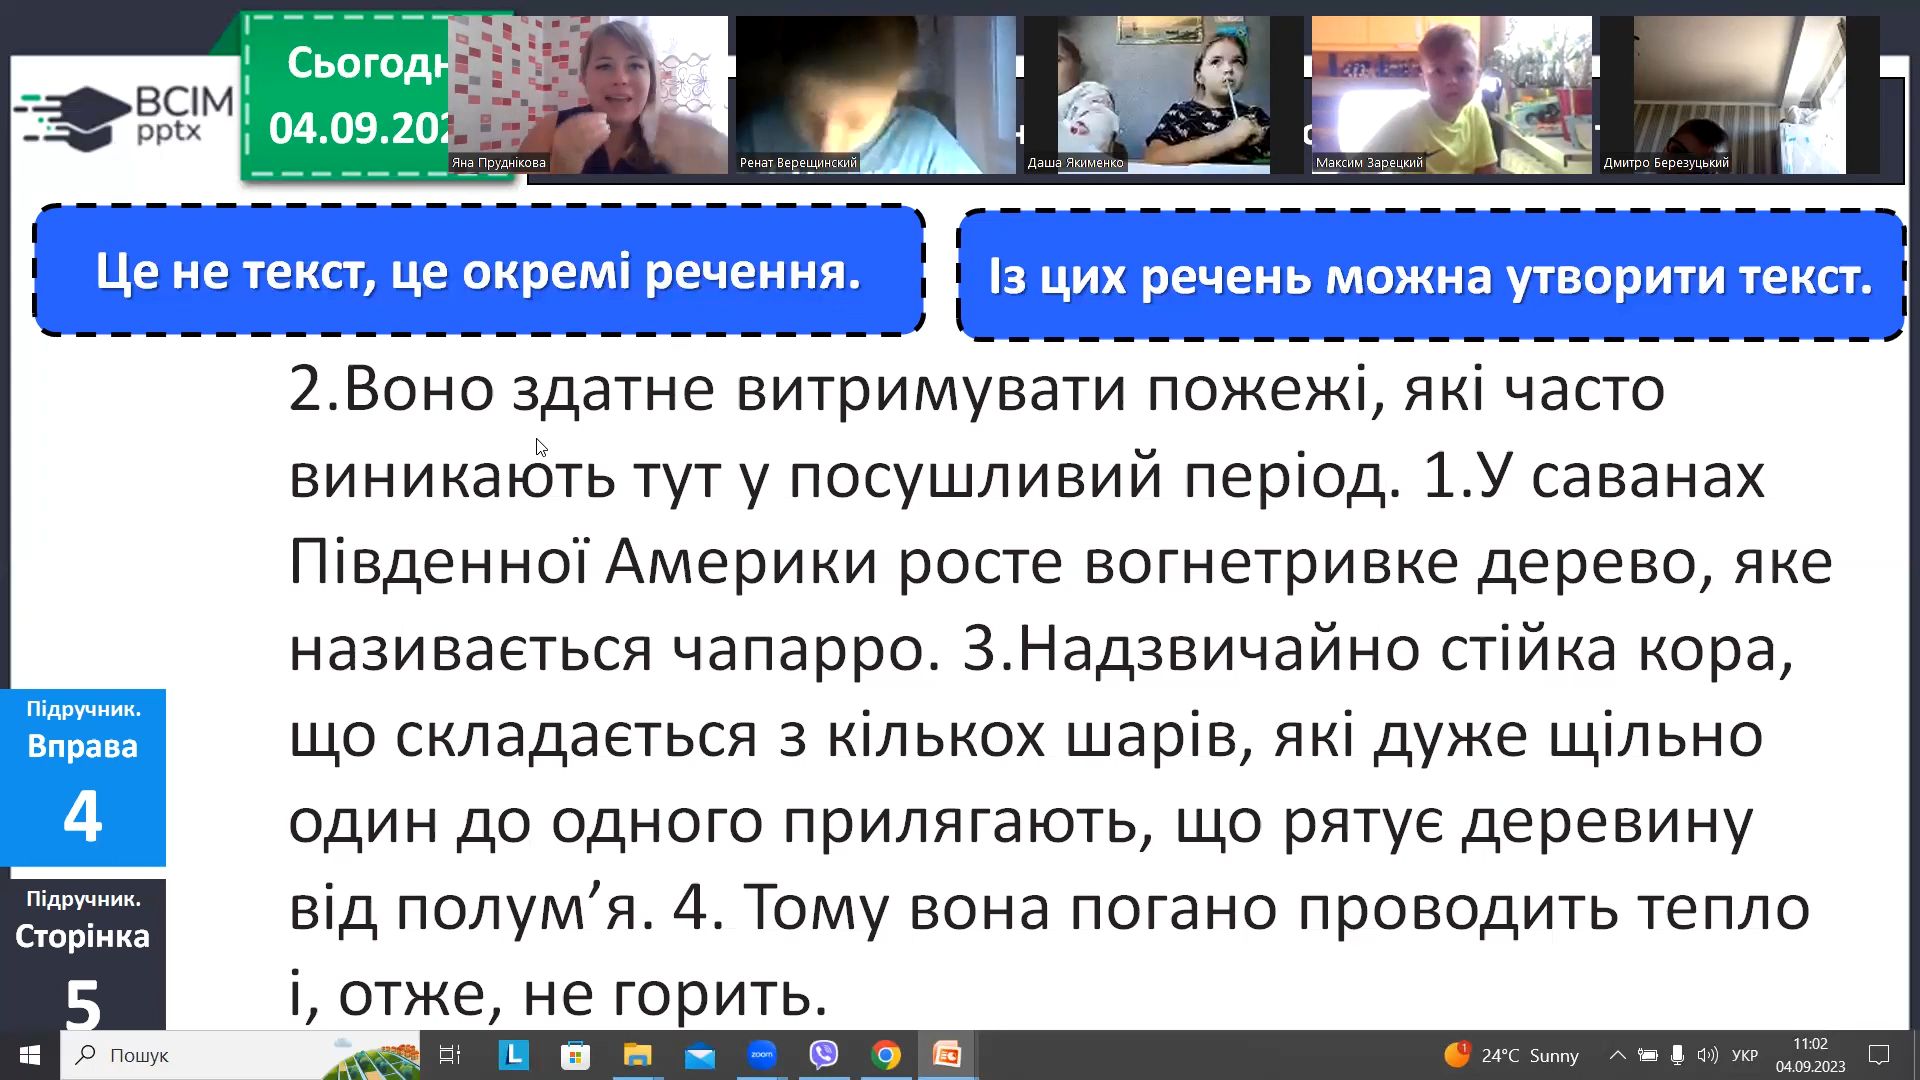 Сьогодн
04.09.202
ВСІМ
pptx
Яна Пруднікова
Ренат Верещинский
Даша Якименко
Максим Зарецкий
Дмитро Березуцький
Це не текст, це окремі речення.
Із цих речень можна утворити текст.
2.Воно здатне витримувати пожежі, які часто
виникають тут у посушливий період. 1.У саванах
Південної Америки росте вогнетривке дерево, яке
називається чапарро. 3.Надзвичайно стійка кора,
що складається з кількох шарів, які дуже щільно
один до одного прилягають, що рятує деревину
від полум’я. 4. Тому вона погано проводить тепло
і, отже, не горить.
Підручник.
Вправа
4
Підручник.
Сторінка
5
Пошук
L
zoom
1
24°C Sunny
УКР
11:02
04.09.2023